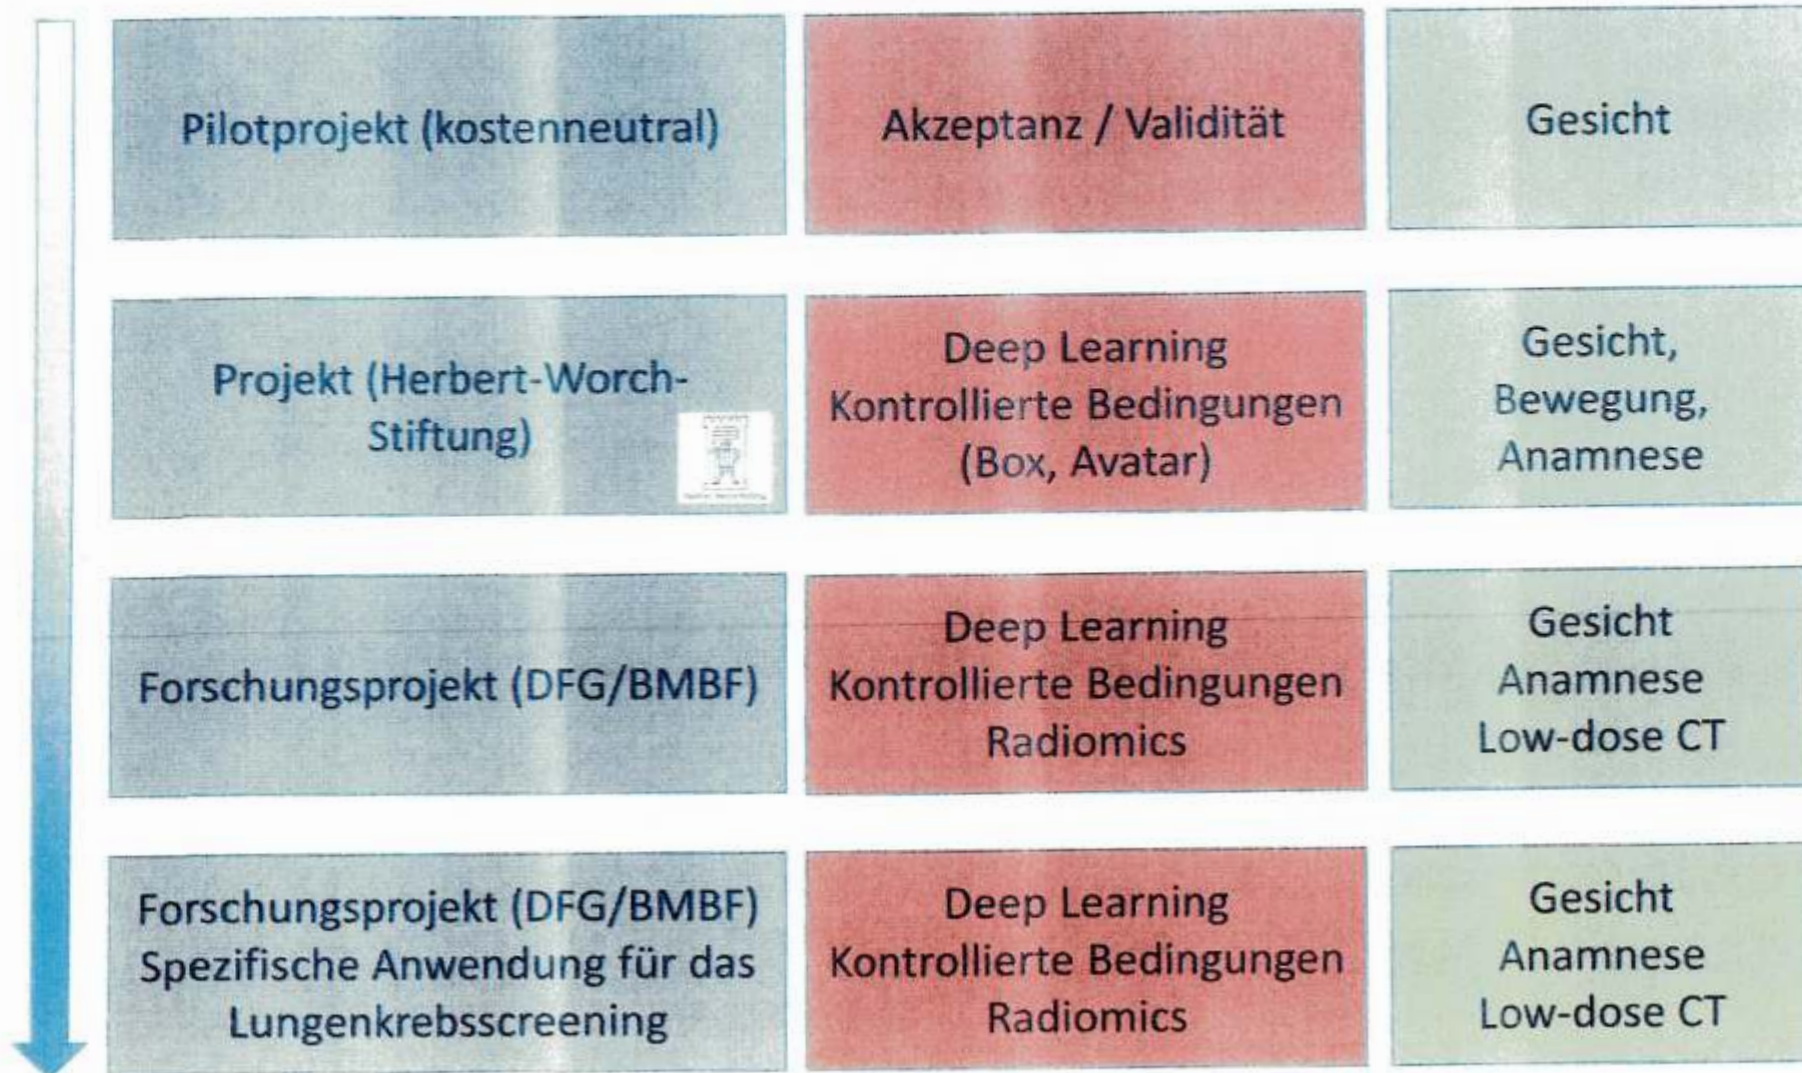 Pilotprojekt (kostenneutral)
Akzeptanz / Validität
Gesicht
Projekt (Herbert-Worch-
Stiftung)
Deep Learning
Kontrollierte Bedingungen
(Box, Avatar)
Gesicht,
Bewegung,
Anamnese
Forschungsprojekt (DFG/BMBF)
Deep Learning
Kontrollierte Bedingungen
Radiomics
Gesicht
Anamnese
Low-dose CT
Forschungsprojekt (DFG/BMBF)
Spezifische Anwendung für das
Lungenkrebsscreening
Deep Learning
Kontrollierte Bedingungen
Radiomics
Gesicht
Anamnese
Low-dose CT